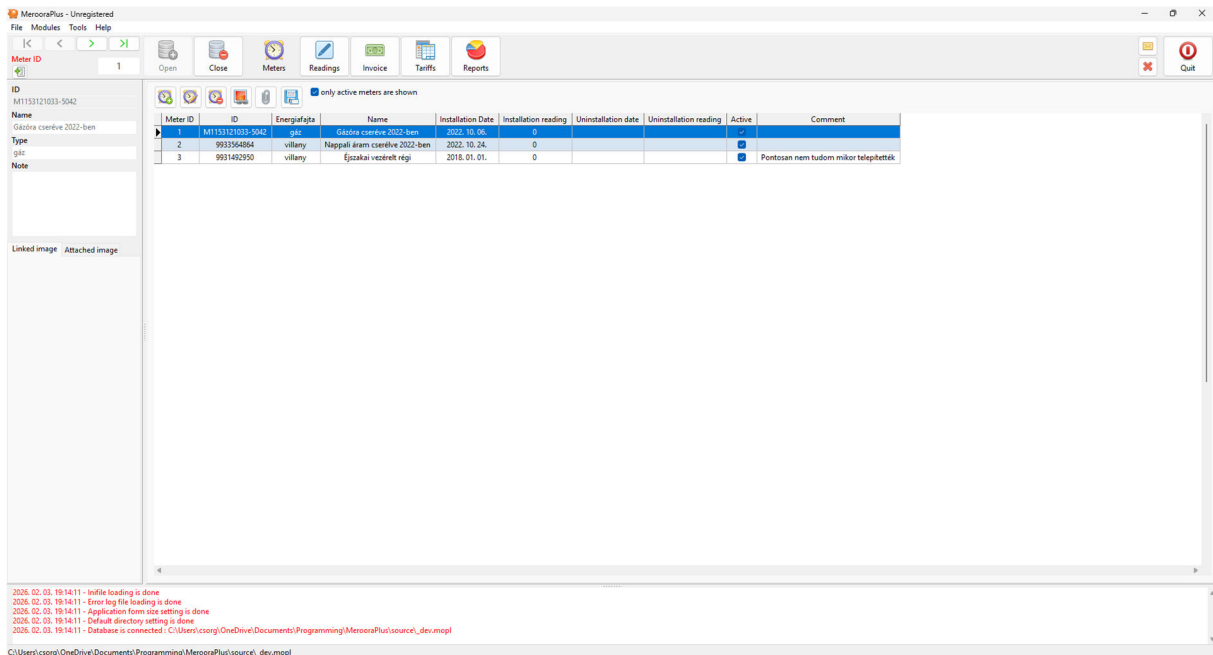 MerooraPlus - Unregistered
File Modules Tools Help
Meter ID
1
Open Close Meters Readings Invoice Tariffs Reports Quit
ID
M1153121033-5042
Name
Gázóra cseréve 2022-ben
Type
gáz
Note
Linked image Attached image
only active meters are shown
Meter ID ID Energiafajta Name Installation Date Installation reading Uninstallation date Uninstallation reading Active Comment
1 M1153121033-5042 gáz Gázóra cseréve 2022-ben 2022. 10. 06. 0
2 9933564864 villany Nappali áram cserélve 2022-ben 2022. 10. 24. 0
3 9931492950 villany Éjszakai vezérelt régi 2018. 01. 01. 0 Pontosan nem tudom mikor telepítették
2026. 02. 03. 19:14:11 - Inifile loading is done
2026. 02. 03. 19:14:11 - Error log file loading is done
2026. 02. 03. 19:14:11 - Application form size setting is done
2026. 02. 03. 19:14:11 - Default directory setting is done
2026. 02. 03. 19:14:11 - Database is connected : C:\Users\csorg\OneDrive\Documents\Programming\MerooraPlus\source\_dev.mopl
C:\Users\csorg\OneDrive\Documents\Programming\MerooraPlus\source\_dev.mopl